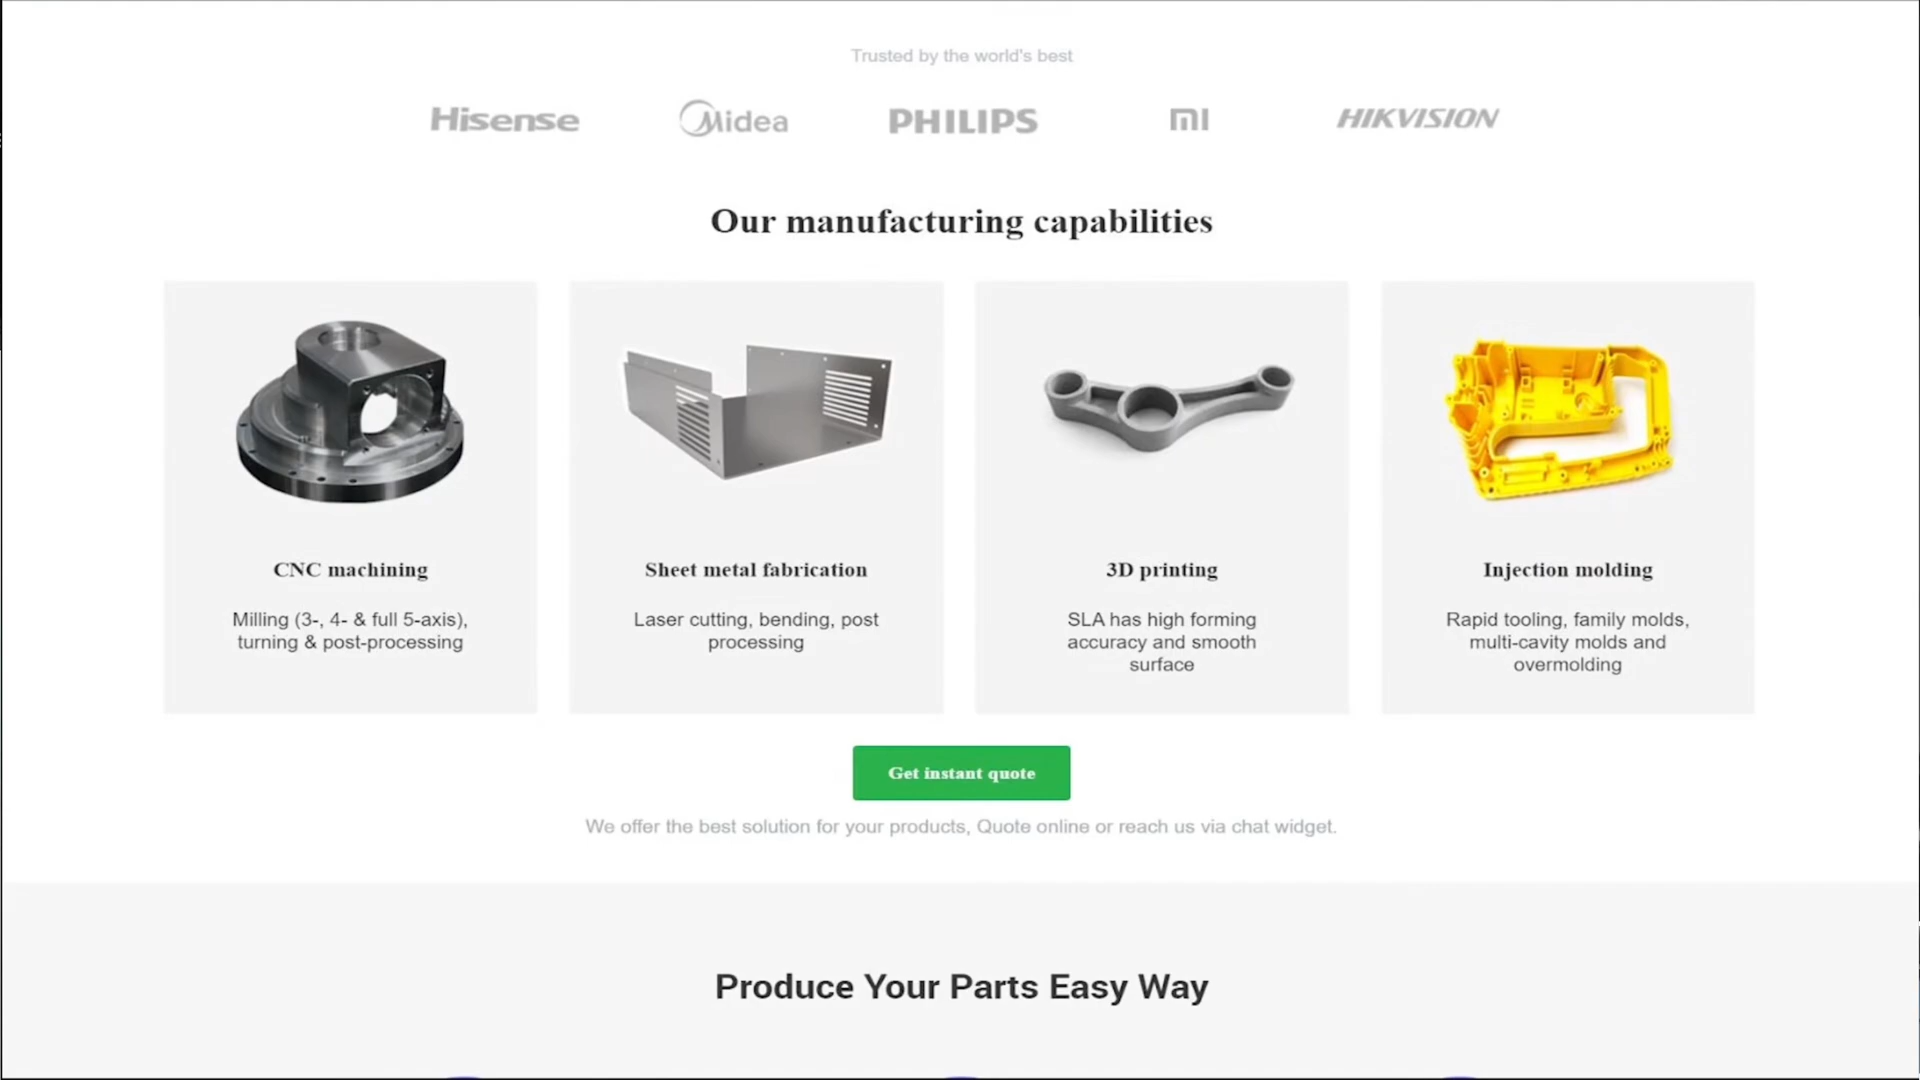 Trusted by the world's best
Hisense
Midea
PHILIPS
mi
HIKVISION
Our manufacturing capabilities
CNC machining
Milling (3-, 4- & full 5-axis),
turning & post-processing
Sheet metal fabrication
Laser cutting, bending, post
processing
3D printing
SLA has high forming
accuracy and smooth
surface
Injection molding
Rapid tooling, family molds,
multi-cavity molds and
overmolding
Get instant quote
We offer the best solution for your products, Quote online or reach us via chat widget.
Produce Your Parts Easy Way